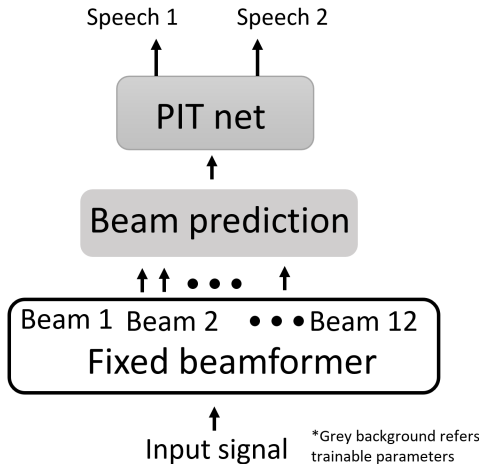 Speech 1 Speech 2
PIT net
Beam prediction
Beam 1 Beam 2 ••• Beam 12
Fixed beamformer
Input signal
*Grey background refers
trainable parameters